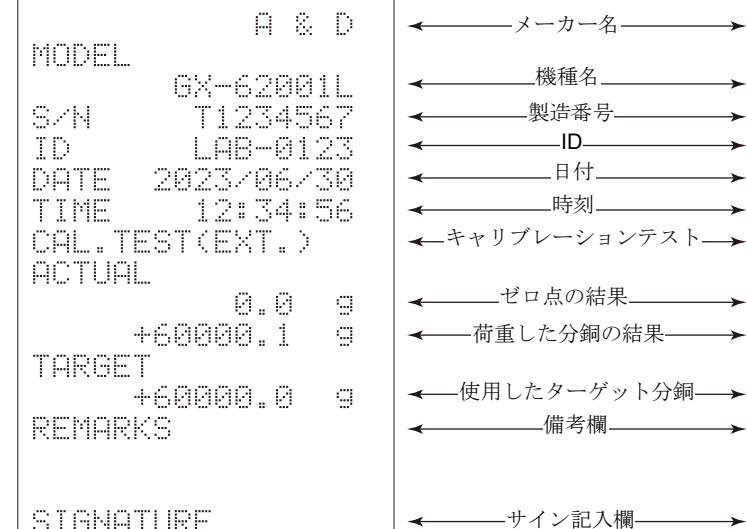 A & D メーカー名
MODEL
GX-62001L 機種名
S/N T1234567 製造番号
ID LAB-0123 ID
DATE 2023/06/30 日付
TIME 12:34:56 時刻
CAL.TEST(EXT.) キャリブレーションテスト
ACTUAL
0.0 g ゼロ点の結果
+60000.1 g 荷重した分銅の結果
TARGET
+60000.0 g 使用したターゲット分銅
REMARKS 備考欄
SIGNATURE サイン記入欄